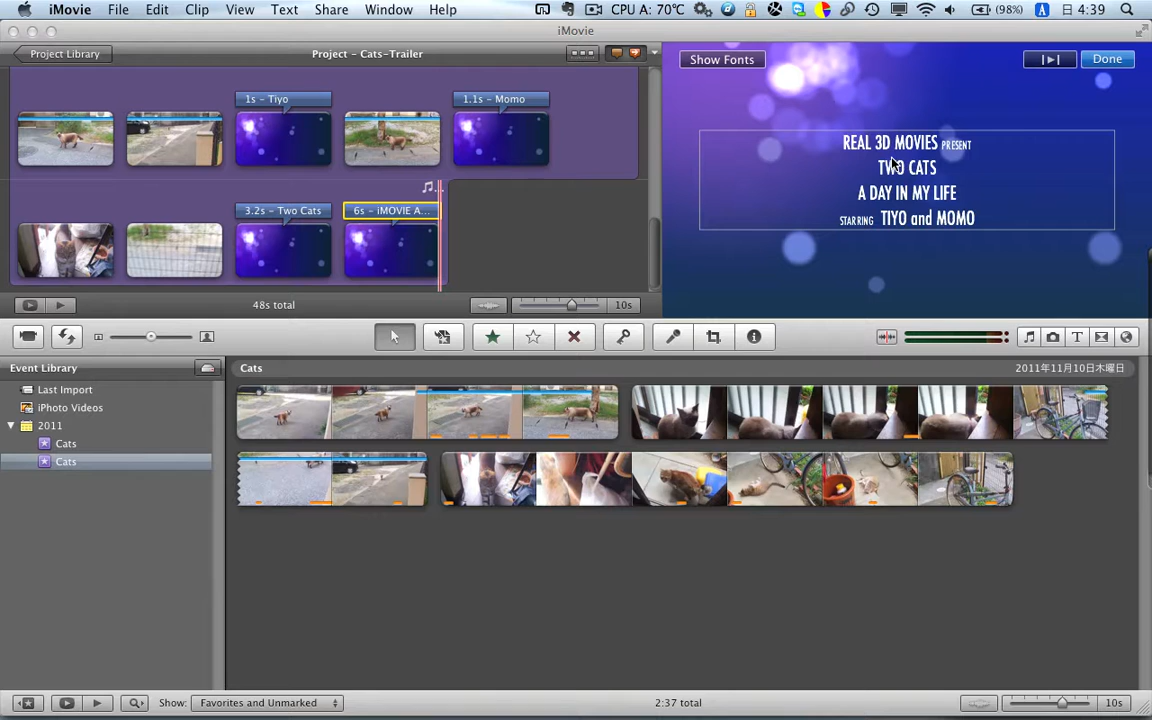 iMovie File Edit Clip View Text Share Window Help CPU A: 70℃ (98%) A 日 4:39
iMovie
Project Library
Project - Cats-Trailer
Show Fonts
Done
1s – Tiyo
1.1s – Momo
REAL 3D MOVIES PRESENT
TWO CATS
A DAY IN MY LIFE
STARRING TIYO and MOMO
3.2s – Two Cats
6s – iMOVIE A...
48s total
10s
Event Library
Cats
2011年11月10日木曜日
Last Import
iPhoto Videos
2011
Cats
Cats
Show: Favorites and Unmarked
2:37 total
10s